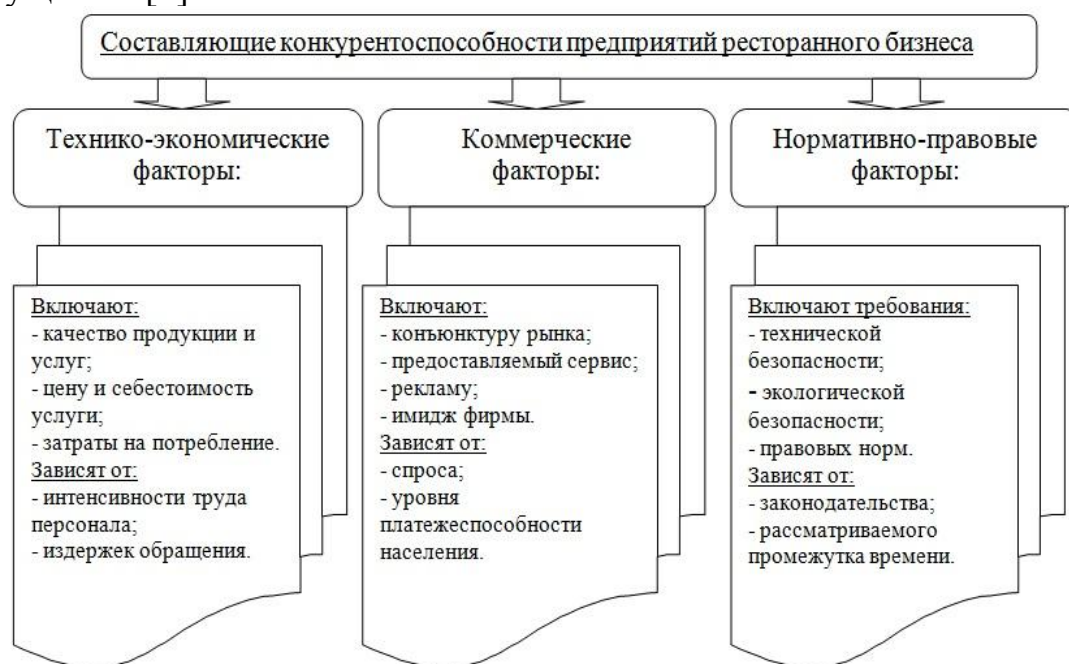 Составляющие конкурентоспособности предприятий ресторанного бизнеса
Технико-экономические
факторы:
Включают:
- качество продукции и
услуг;
- цену и себестоимость
услуги;
- затраты на потребление.
Зависят от:
- интенсивности труда
персонала;
- издержек обращения.
Коммерческие
факторы:
Включают:
- конъюнктуру рынка;
- предоставляемый сервис;
- рекламу;
- имидж фирмы.
Зависят от:
- спроса;
- уровня
платежеспособности
населения.
Нормативно-правовые
факторы:
Включают требования:
- технической
безопасности;
- экологической
безопасности;
- правовых норм.
Зависят от:
- законодательства;
- рассматриваемого
промежутка времени.